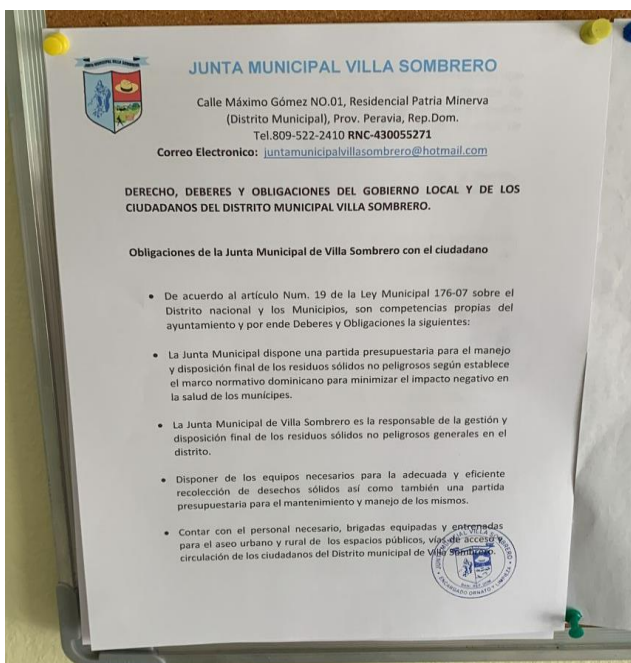 JUNTA MUNICIPAL VILLA SOMBRERO
Calle Máximo Gómez NO.01, Residencial Patria Minerva
(Distrito Municipal), Prov. Peravia, Rep.Dom.
Tel.809-522-2410 RNC-430055271
Correo Electronico: juntamunicipalvillasombrero@hotmail.com
DERECHO, DEBERES Y OBLIGACIONES DEL GOBIERNO LOCAL Y DE LOS
CIUDADANOS DEL DISTRITO MUNICIPAL VILLA SOMBRERO.
Obligaciones de la Junta Municipal de Villa Sombrero con el ciudadano
• De acuerdo al artículo Num. 19 de la Ley Municipal 176-07 sobre el
Distrito nacional y los Municipios, son competencias propias del
ayuntamiento y por ende Deberes y Obligaciones la siguientes:
• La Junta Municipal dispone una partida presupuestaria para el manejo
y disposición final de los residuos sólidos no peligrosos según establece
el marco normativo dominicano para minimizar el impacto negativo en
la salud de los munícipes.
• La Junta Municipal de Villa Sombrero es la responsable de la gestión y
disposición final de los residuos sólidos no peligrosos generales en el
distrito.
• Disponer de los equipos necesarios para la adecuada y eficiente
recolección de desechos sólidos así como también una partida
presupuestaria para el mantenimiento y manejo de los mismos.
• Contar con el personal necesario, brigadas equipadas y entrenadas
para el aseo urbano y rural de los espacios públicos, vías de acceso y
circulación de los ciudadanos del Distrito municipal de Villa Sombrero.
JUNTA MUNICIPAL VILLA SOMBRERO
ENCARGADO ORNATO Y LIMPIEZA